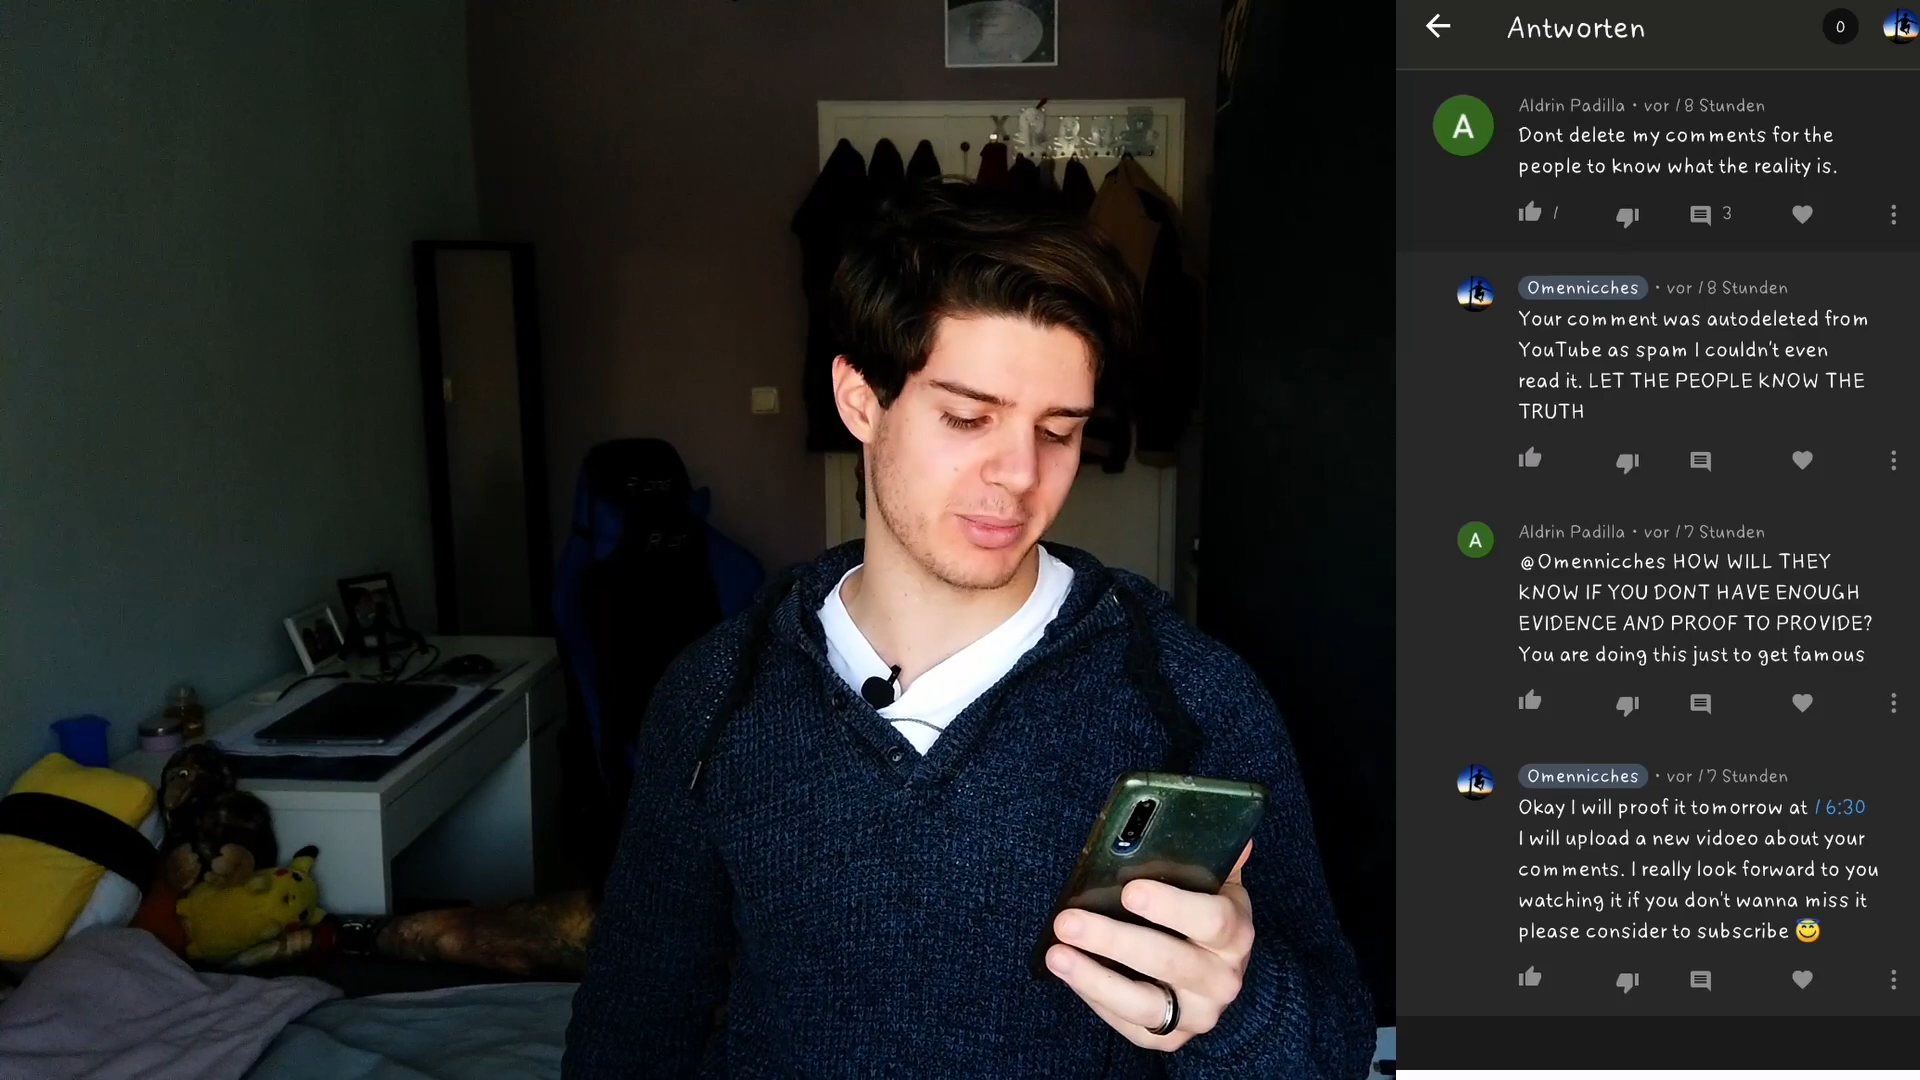 Antworten
0
A
Aldrin Padilla • vor 18 Stunden
Dont delete my comments for the
people to know what the reality is.
1
3
Omennicches • vor 18 Stunden
Your comment was autodeleted from
YouTube as spam I couldn't even
read it. LET THE PEOPLE KNOW THE
TRUTH
A
Aldrin Padilla • vor 17 Stunden
@Omennicches HOW WILL THEY
KNOW IF YOU DONT HAVE ENOUGH
EVIDENCE AND PROOF TO PROVIDE?
You are doing this just to get famous
Omennicches • vor 17 Stunden
Okay I will proof it tomorrow at 16:30
I will upload a new vidoeo about your
comments. I really look forward to you
watching it if you don't wanna miss it
please consider to subscribe 😇